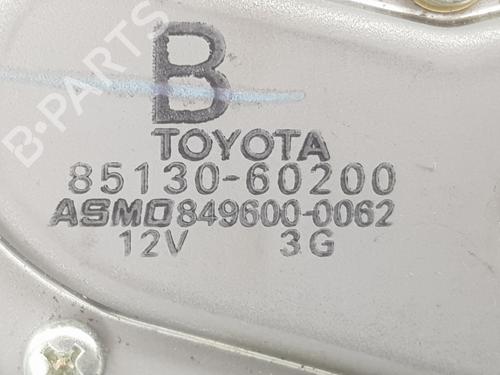 B
TOYOTA
85130-60200
ASMO 849600-0062
12V 3G
B-PARTS